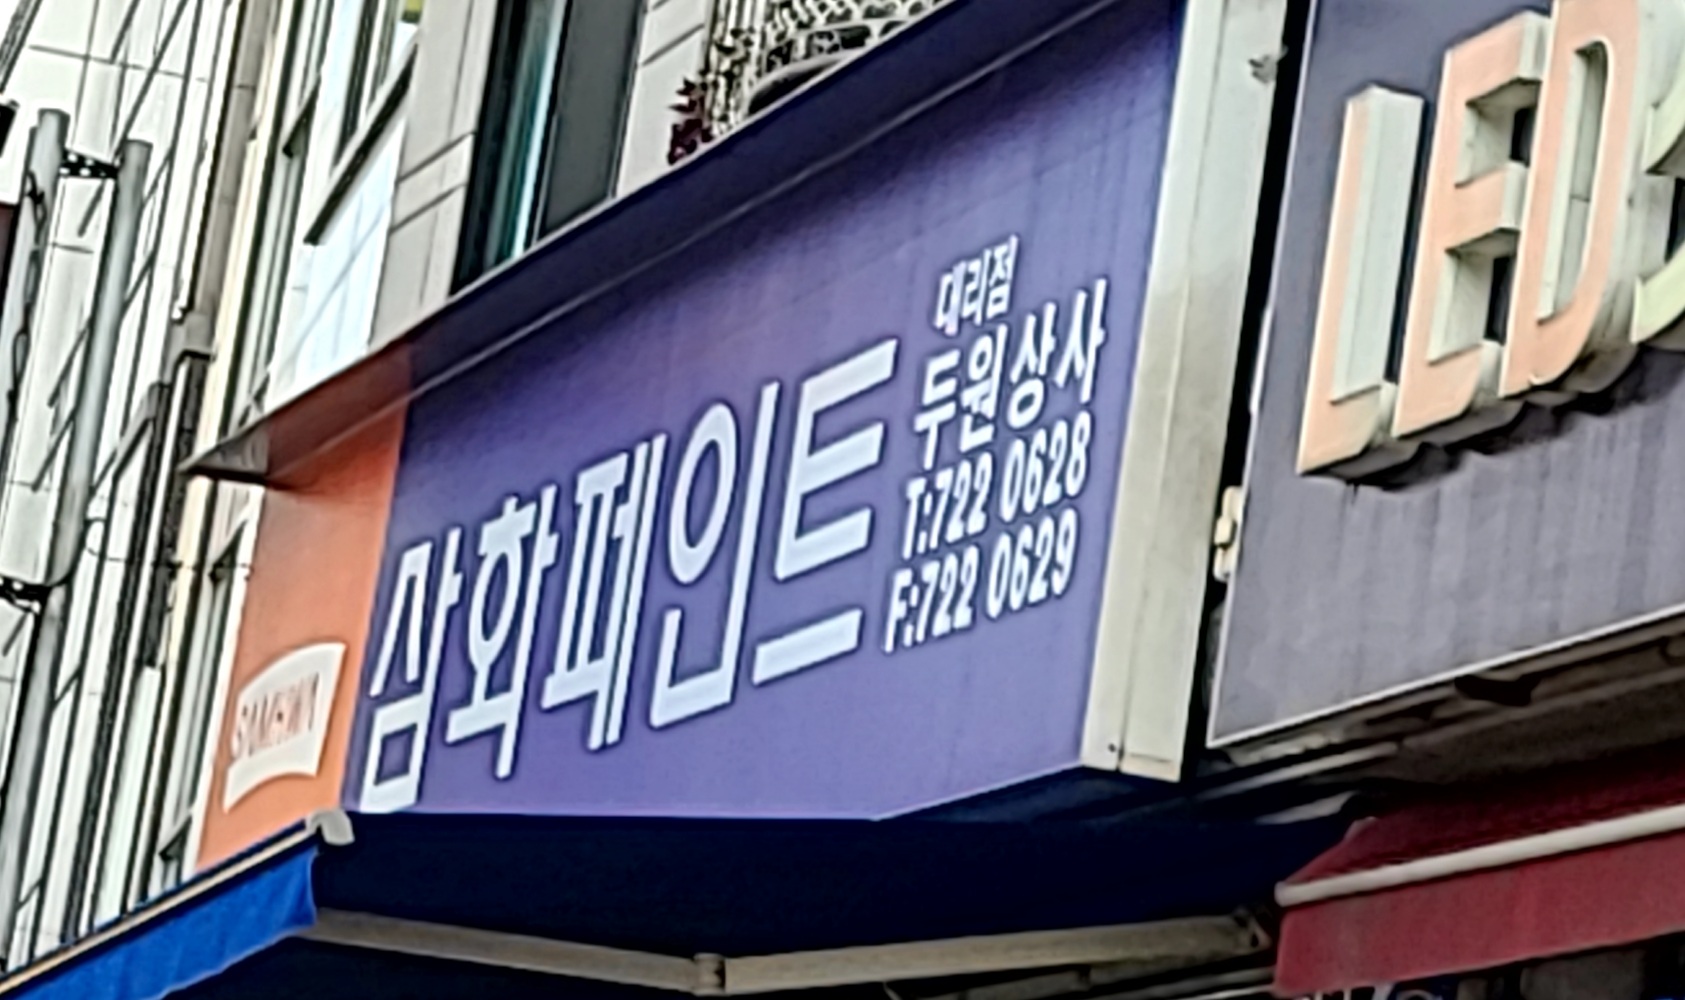 SAMHWA
삼화페인트
대리점
두원상사
T:722 0628
F:722 0629
LED